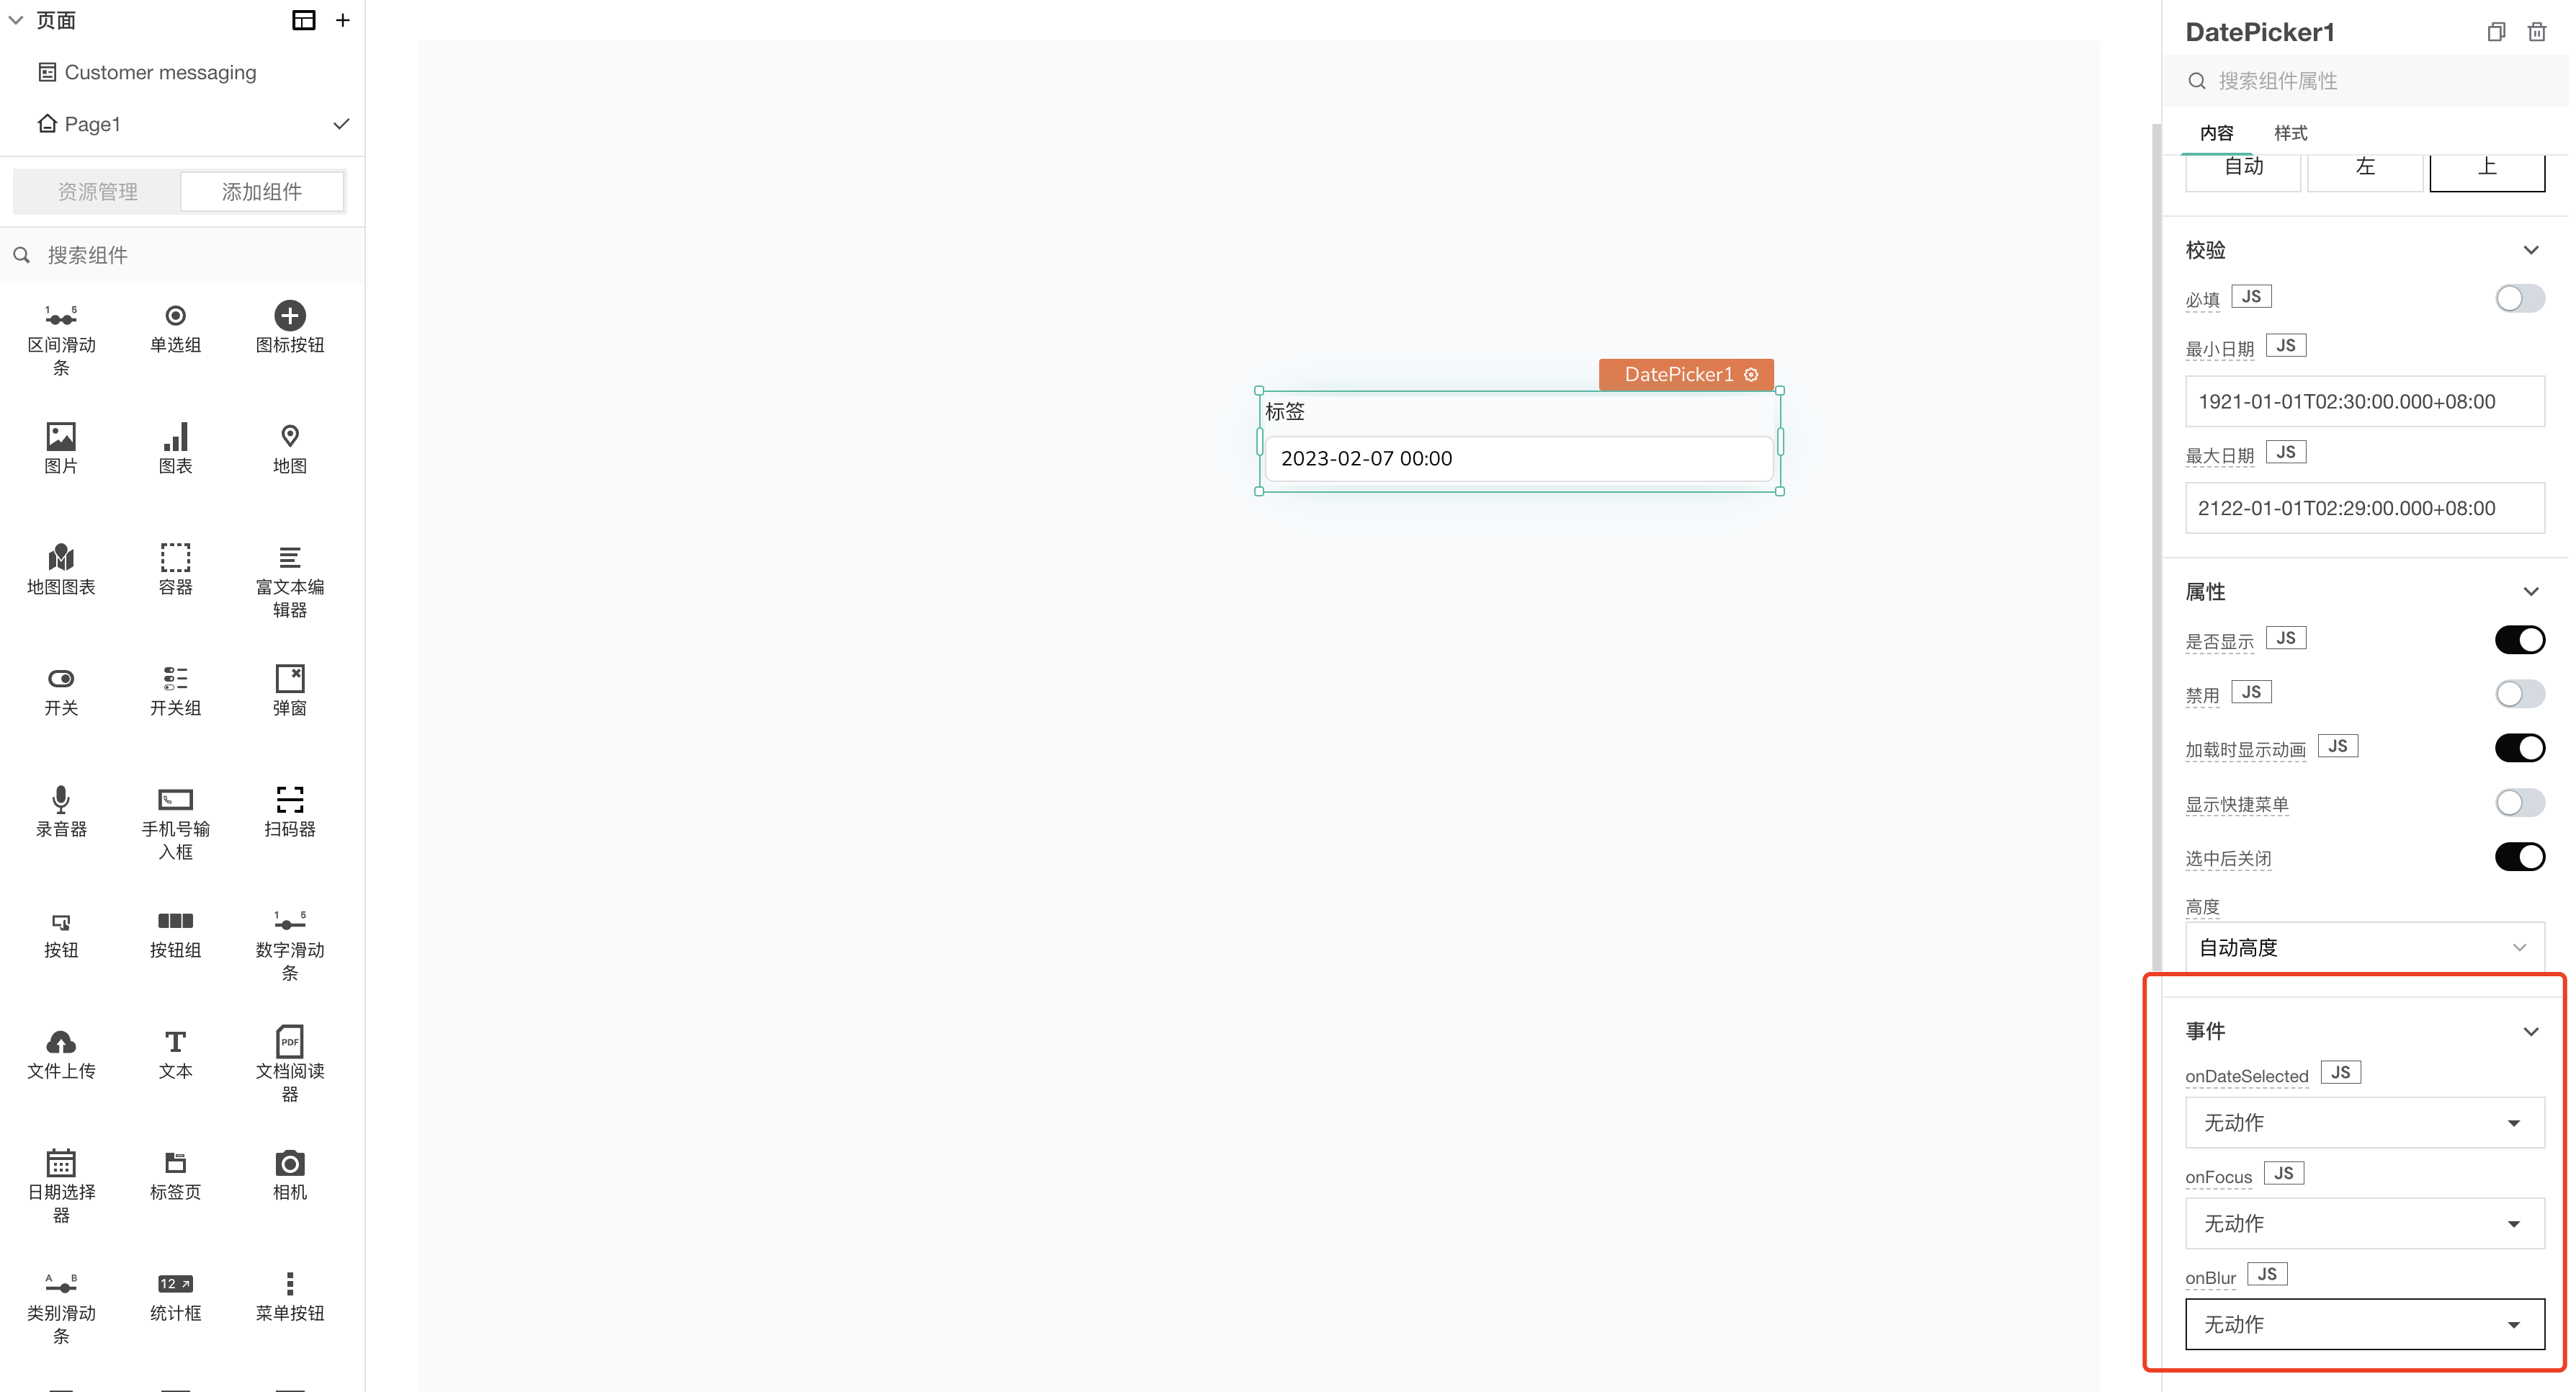 页面
Customer messaging
Page1
资源管理
添加组件
搜索组件
1 5
区间滑动条
单选组
图标按钮
图片
图表
地图
地图图表
容器
富文本编辑器
开关
开关组
弹窗
录音器
手机号输入框
扫码器
按钮
按钮组
1 5
数字滑动条
文件上传
文本
PDF
文档阅读器
日期选择器
标签页
相机
A B
类别滑动条
12
统计框
菜单按钮
DatePicker1
标签
2023-02-07 00:00
DatePicker1
搜索组件属性
内容
样式
自动
左
上
校验
必填 JS
最小日期 JS
1921-01-01T02:30:00.000+08:00
最大日期 JS
2122-01-01T02:29:00.000+08:00
属性
是否显示 JS
禁用 JS
加载时显示动画 JS
显示快捷菜单
选中后关闭
高度
自动高度
事件
onDateSelected JS
无动作
onFocus JS
无动作
onBlur JS
无动作